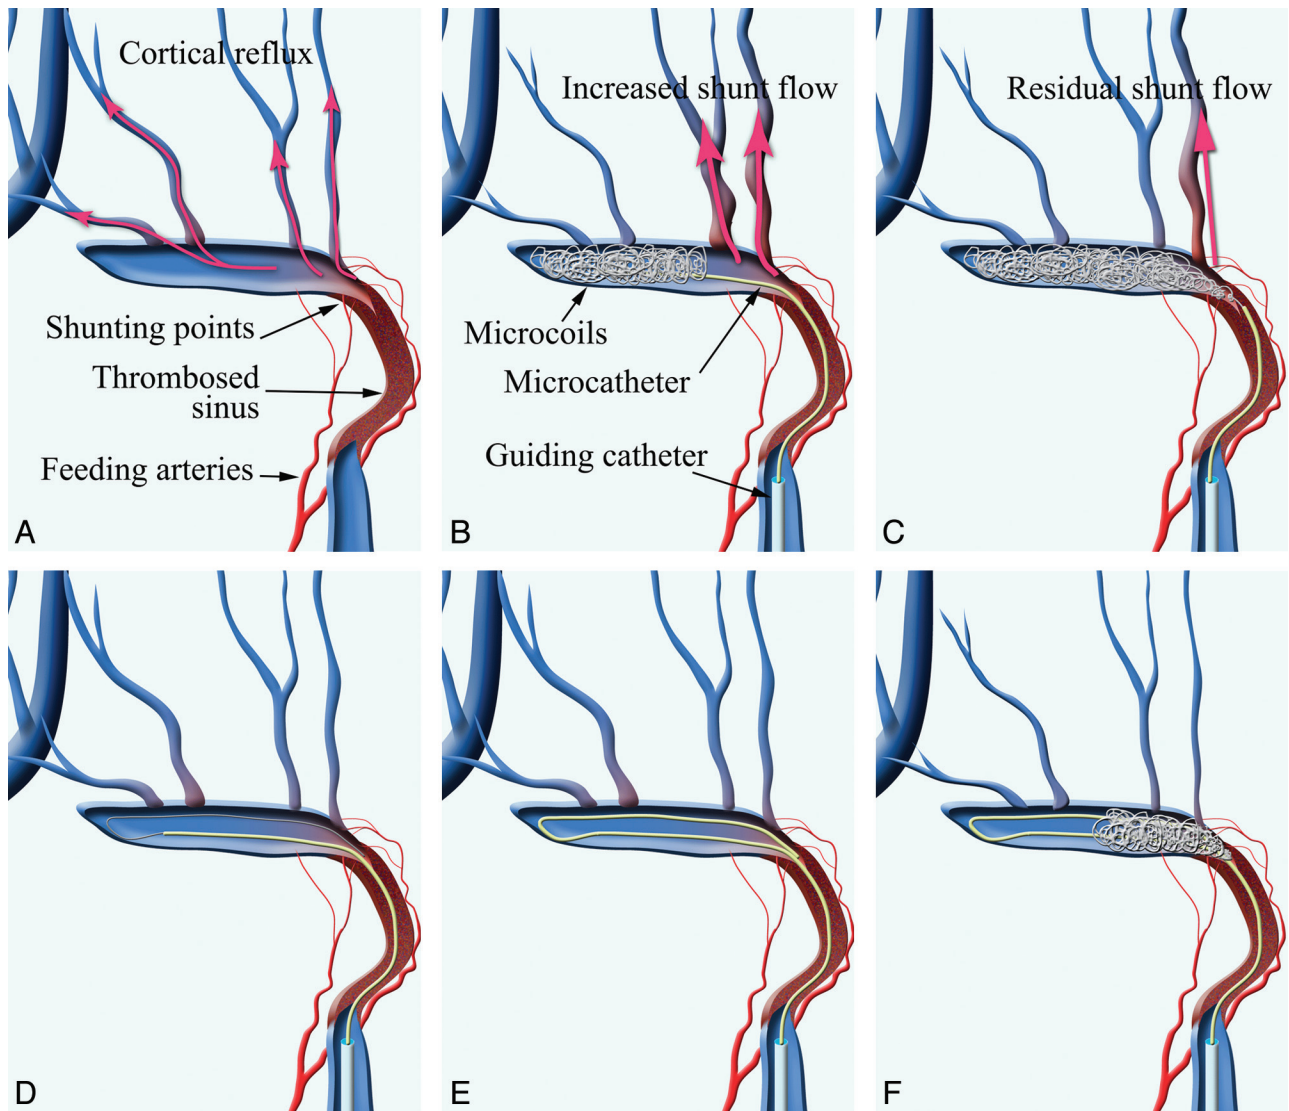 Cortical reflux
Shunting points
Thrombosed
sinus
Feeding arteries
A
Increased shunt flow
Microcoils
Microcatheter
Guiding catheter
B
Residual shunt flow
C
D
E
F